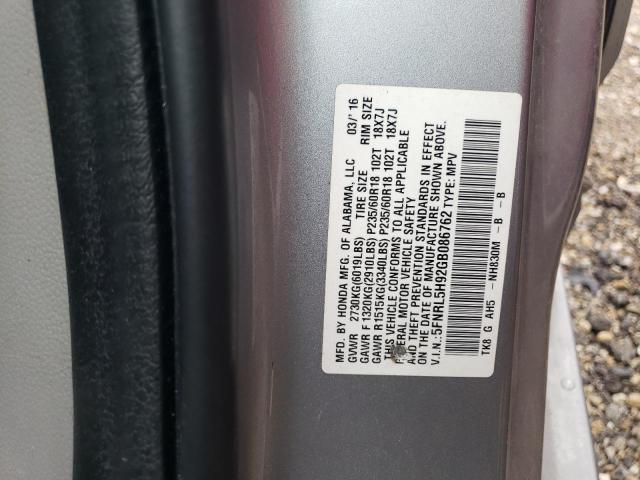 MFD. BY HONDA MFG. OF ALABAMA, LLC 03/'16
GVWR 2730KG(6019LBS) TIRE SIZE RIM SIZE
GAWR F 1320KG(2910LBS) P235/60R18 102T 18X7J
GAWR R1515KG(3340LBS) P235/60R18 102T 18X7J
THIS VEHICLE CONFORMS TO ALL APPLICABLE
FEDERAL MOTOR VEHICLE SAFETY
AND THEFT PREVENTION STANDARDS IN EFFECT
ON THE DATE OF MANUFACTURE SHOWN ABOVE.
V.I.N.:5FNRL5H92GB086762 TYPE: MPV
TK8 G AH5 -NH830M -B -B